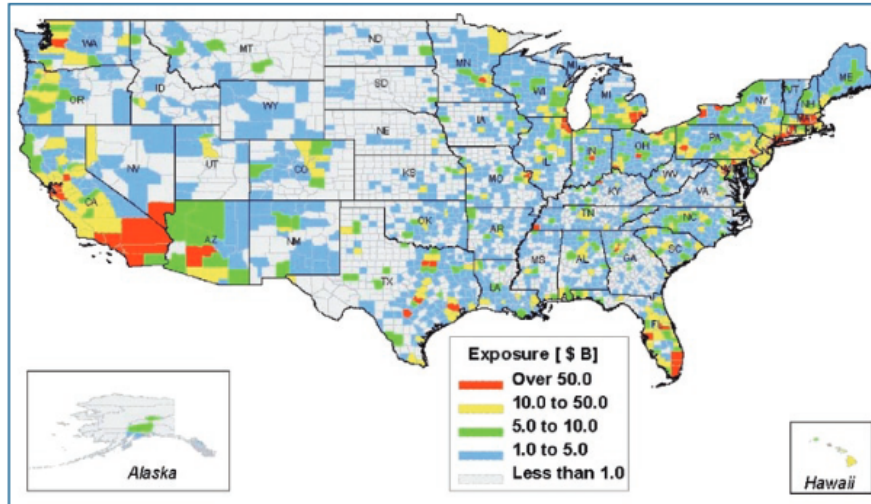 WA
MT
ND
MN
ME
OR
ID
SD
WI
MI
NY
VT
NH
MA
WY
IA
PA
NE
NV
UT
CO
IL
IN
OH
WV
VA
CA
KS
MO
KY
AZ
NM
OK
AR
TN
NC
SC
TX
LA
MS
AL
GA
FL
Exposure [ $ B]
Over 50.0
10.0 to 50.0
5.0 to 10.0
1.0 to 5.0
Less than 1.0
Alaska
Hawaii